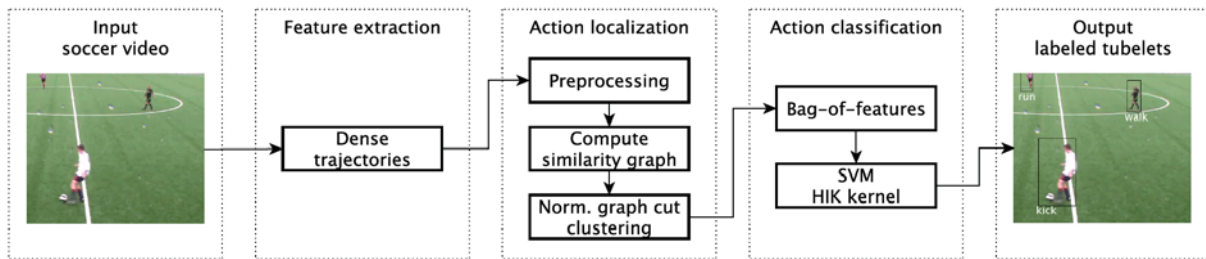 Input
soccer video
Feature extraction
Dense
trajectories
Action localization
Preprocessing
Compute
similarity graph
Norm. graph cut
clustering
Action classification
Bag-of-features
SVM
HIK kernel
Output
labeled tubelets
run
walk
kick